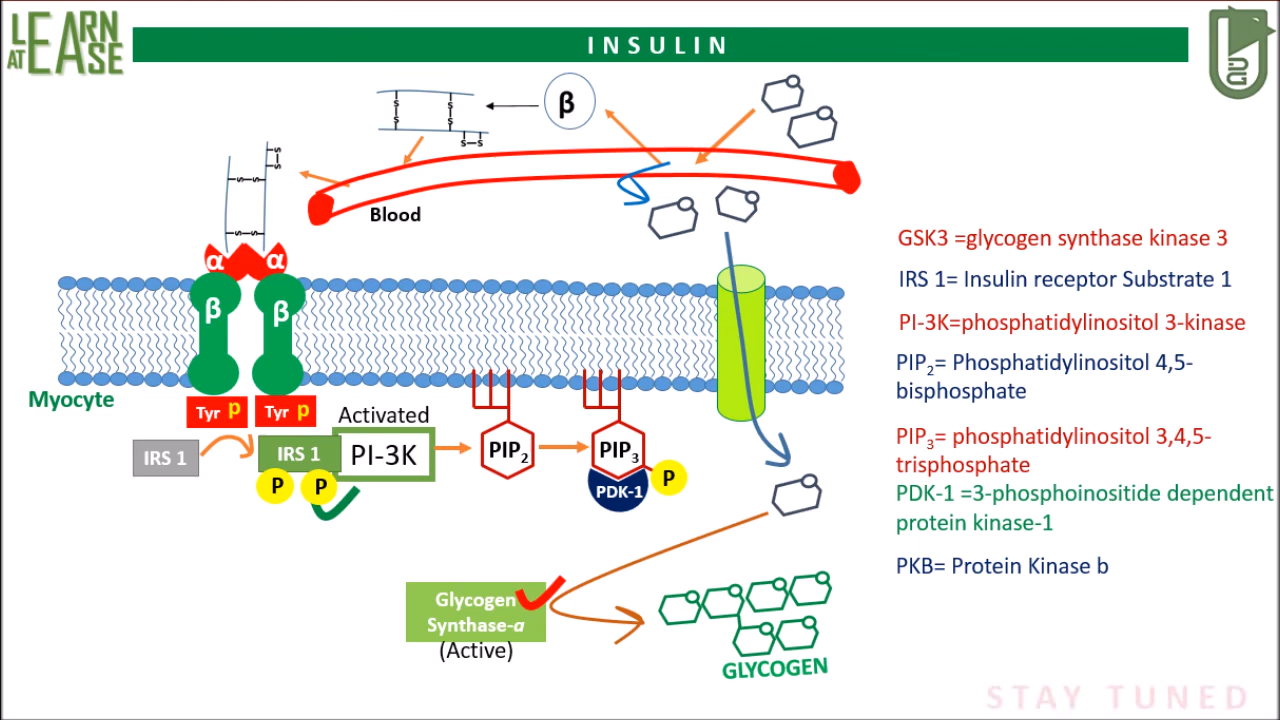 LEARN
AT EASE
INSULIN
β
S
S
S
S
S—S
S
S
S—S
S—S
Blood
α α
β β
Myocyte
Tyr P Tyr P
Activated
IRS 1
IRS 1
PI-3K
P P
PIP2
PIP3
P
PDK-1
Glycogen
Synthase-a
(Active)
GLYCOGEN
GSK3 =glycogen synthase kinase 3
IRS 1= Insulin receptor Substrate 1
PI-3K=phosphatidylinositol 3-kinase
PIP2= Phosphatidylinositol 4,5-
bisphosphate
PIP3= phosphatidylinositol 3,4,5-
trisphosphate
PDK-1 =3-phosphoinositide dependent
protein kinase-1
PKB= Protein Kinase b
STAY TUNED